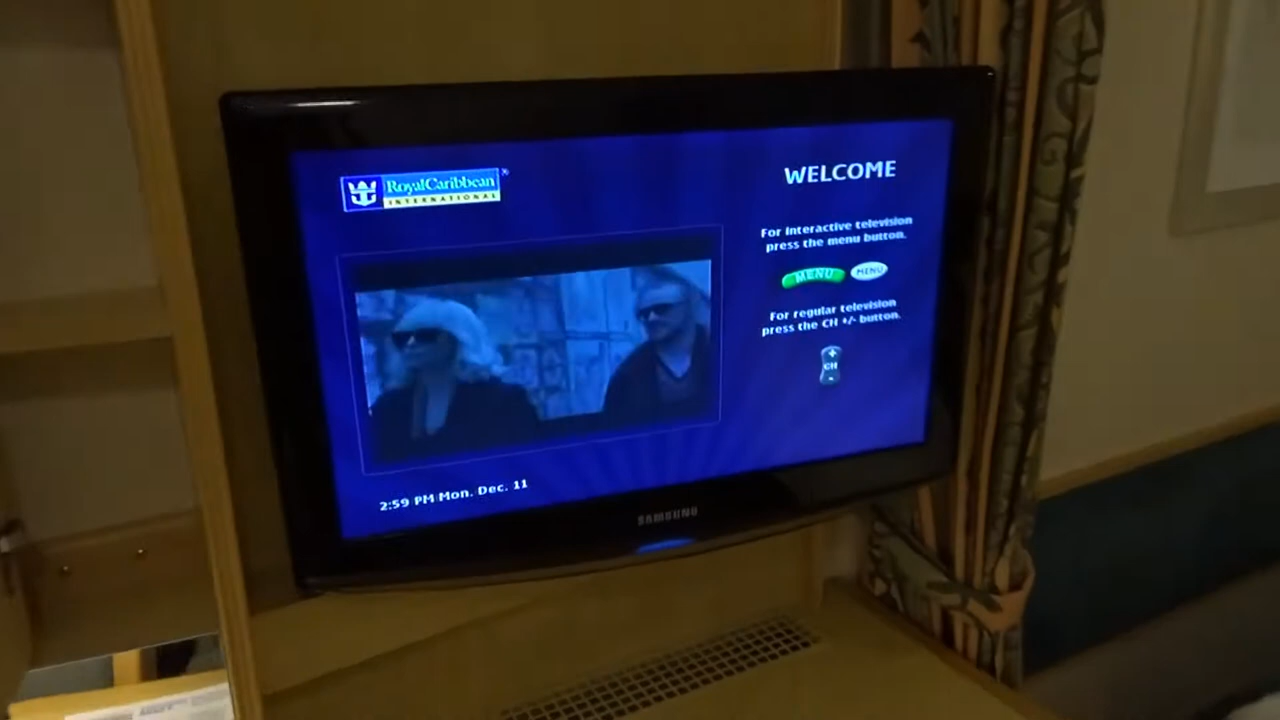 RoyalCaribbean
INTERNATIONAL
WELCOME
For interactive television
press the menu button.
MENU MENU
For regular television
press the CH +/- button.
+
CH
-
2:59 PM Mon. Dec. 11
SAMSUNG